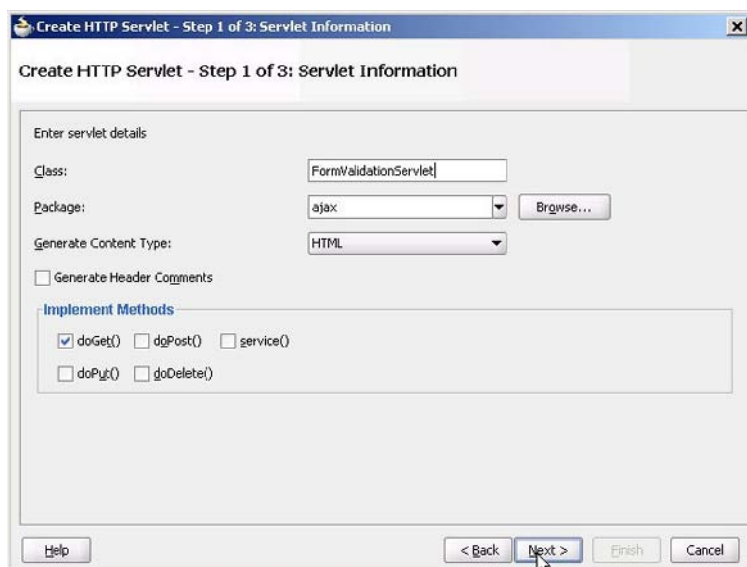 Create HTTP Servlet - Step 1 of 3: Servlet Information
Create HTTP Servlet - Step 1 of 3: Servlet Information
Enter servlet details
Class: FormValidationServlet
Package: ajax Browse...
Generate Content Type: HTML
Generate Header Comments
Implement Methods
doGet() doPost() service()
doPut() doDelete()
Help < Back Next > Finish Cancel